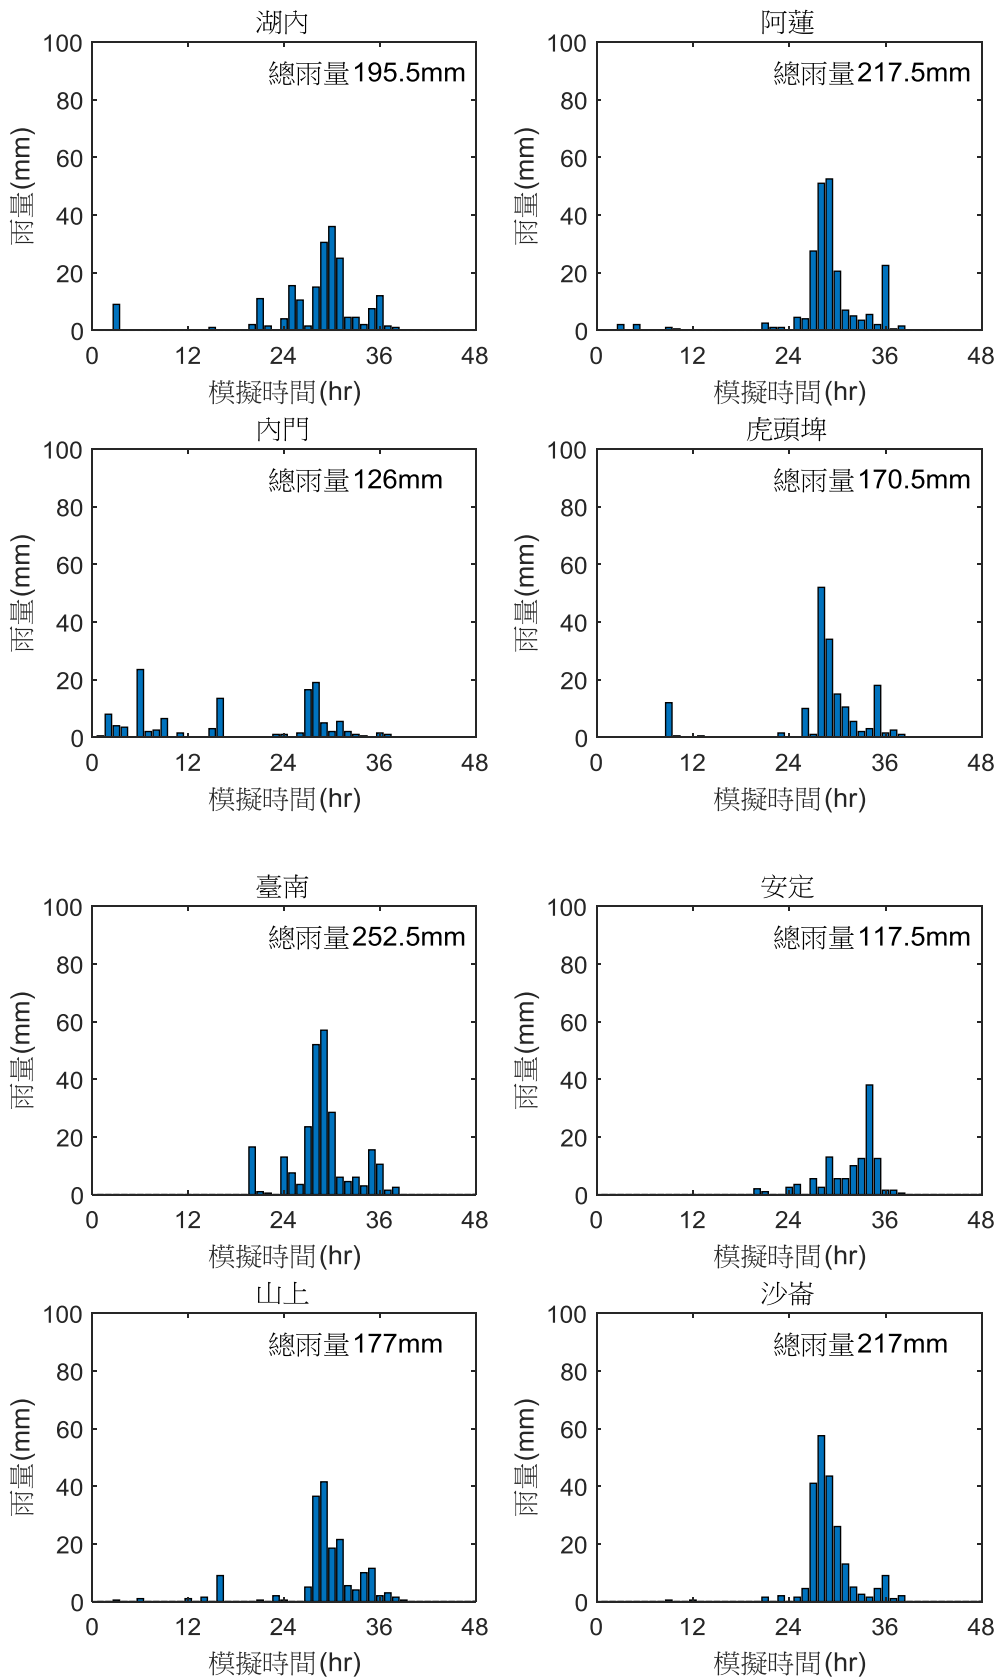 湖內
總雨量195.5mm
100
80
60
40
20
0
雨量(mm)
0 12 24 36 48
模擬時間(hr)
阿蓮
總雨量217.5mm
100
80
60
40
20
0
雨量(mm)
0 12 24 36 48
模擬時間(hr)
內門
總雨量126mm
100
80
60
40
20
0
雨量(mm)
0 12 24 36 48
模擬時間(hr)
虎頭埤
總雨量170.5mm
100
80
60
40
20
0
雨量(mm)
0 12 24 36 48
模擬時間(hr)
臺南
總雨量252.5mm
100
80
60
40
20
0
雨量(mm)
0 12 24 36 48
模擬時間(hr)
安定
總雨量117.5mm
100
80
60
40
20
0
雨量(mm)
0 12 24 36 48
模擬時間(hr)
山上
總雨量177mm
100
80
60
40
20
0
雨量(mm)
0 12 24 36 48
模擬時間(hr)
沙崙
總雨量217mm
100
80
60
40
20
0
雨量(mm)
0 12 24 36 48
模擬時間(hr)